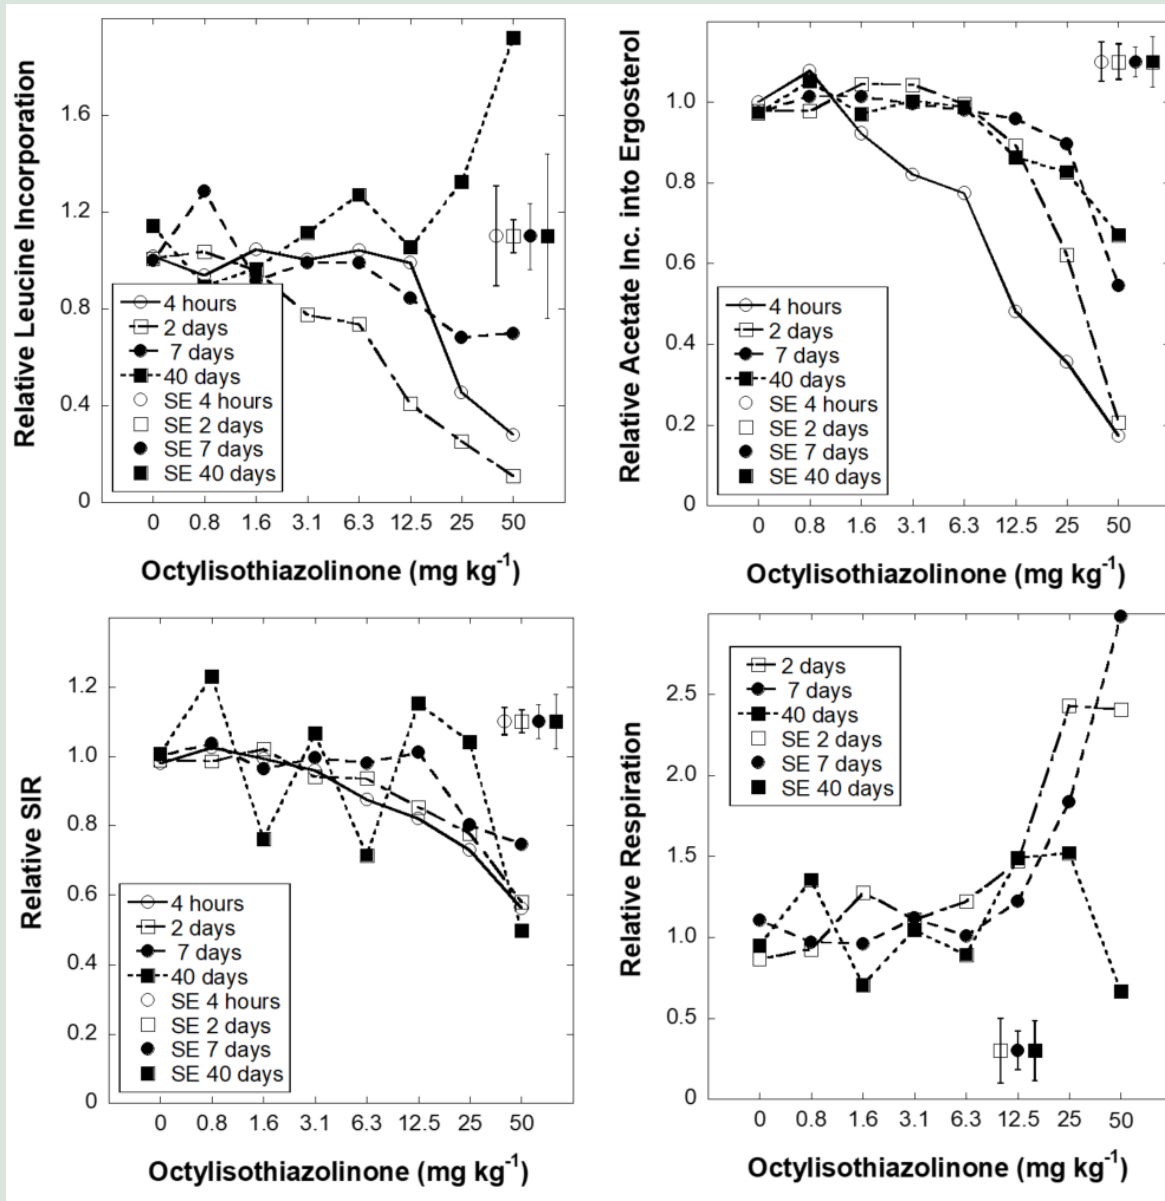 Relative Leucine Incorporation
1.6
1.2
0.8
0.4
0
4 hours
2 days
7 days
40 days
SE 4 hours
SE 2 days
SE 7 days
SE 40 days
0 0.8 1.6 3.1 6.3 12.5 25 50
Octylisothiazolinone (mg kg-1)
Relative Acetate Inc. into Ergosterol
1.0
0.8
0.6
0.4
0.2
0
4 hours
2 days
7 days
40 days
SE 4 hours
SE 2 days
SE 7 days
SE 40 days
0 0.8 1.6 3.1 6.3 12.5 25 50
Octylisothiazolinone (mg kg-1)
Relative SIR
1.2
1.0
0.8
0.6
0.4
0.2
0
4 hours
2 days
7 days
40 days
SE 4 hours
SE 2 days
SE 7 days
SE 40 days
0 0.8 1.6 3.1 6.3 12.5 25 50
Octylisothiazolinone (mg kg-1)
Relative Respiration
2.5
2.0
1.5
1.0
0.5
0
2 days
7 days
40 days
SE 2 days
SE 7 days
SE 40 days
0 0.8 1.6 3.1 6.3 12.5 25 50
Octylisothiazolinone (mg kg-1)